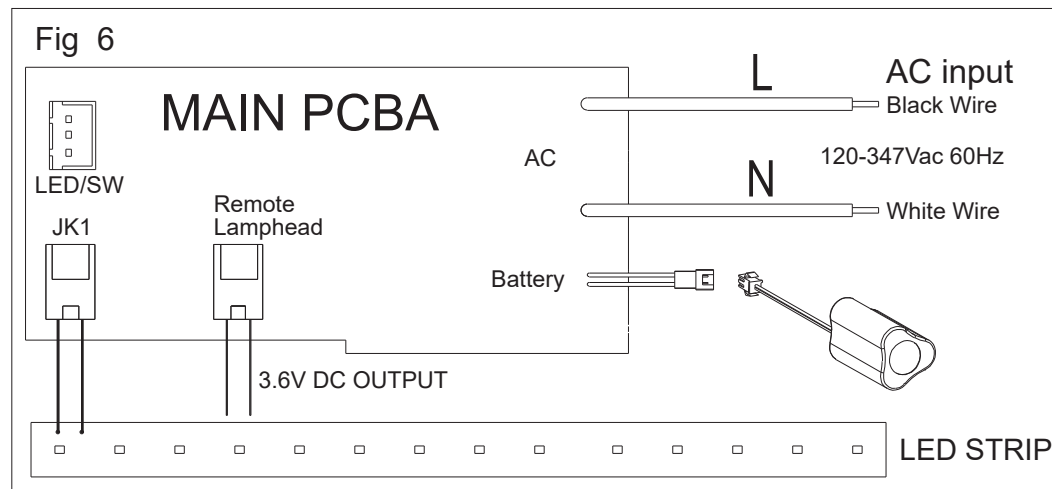 Fig 6
MAIN PCBA
LED/SW
JK1
Remote
Lamphead
AC
Battery
L
N
AC input
Black Wire
120-347Vac 60Hz
White Wire
3.6V DC OUTPUT
LED STRIP